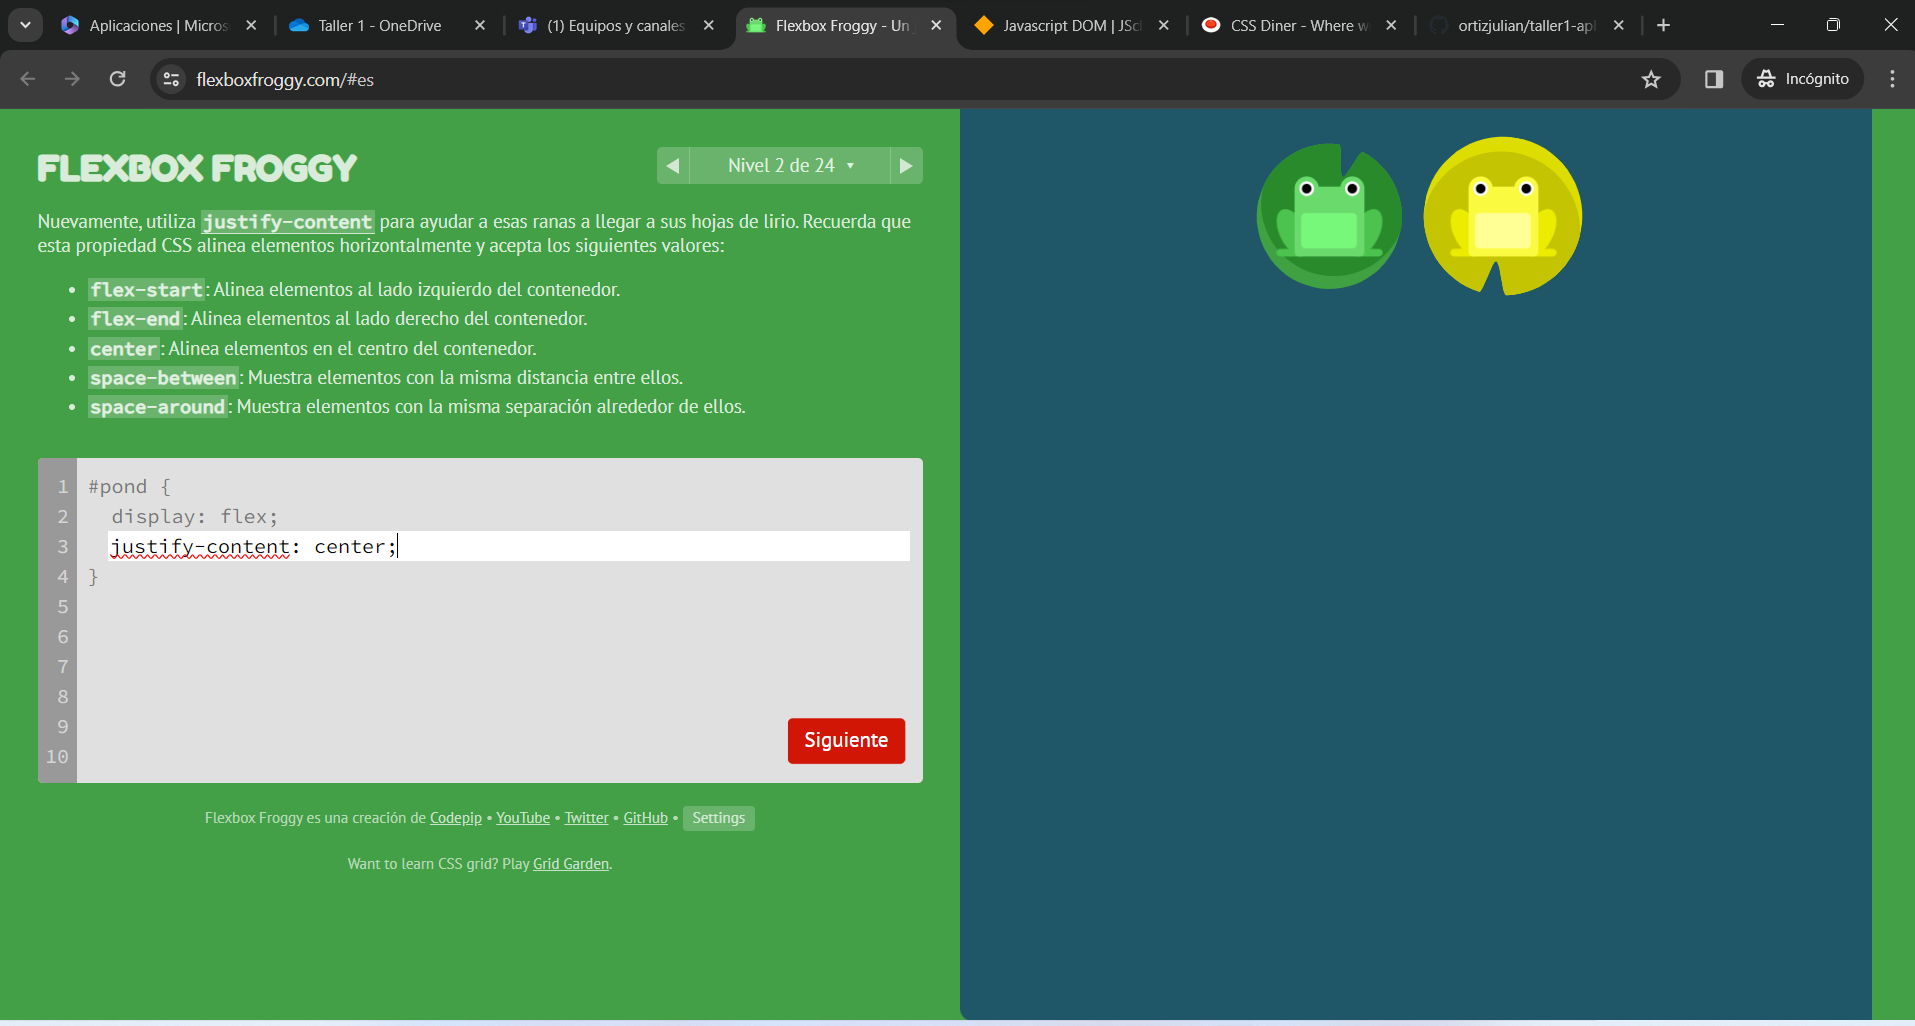 Aplicaciones | Micros
Taller 1 - OneDrive
(1) Equipos y canales
Flexbox Froggy - Un
Javascript DOM | JSc
CSS Diner - Where w
ortizjulian/taller1-apl
flexboxfroggy.com/#es
Incógnito
FLEXBOX FROGGY
Nivel 2 de 24
Nuevamente, utiliza justify-content para ayudar a esas ranas a llegar a sus hojas de lirio. Recuerda que
esta propiedad CSS alinea elementos horizontalmente y acepta los siguientes valores:
• flex-start: Alinea elementos al lado izquierdo del contenedor.
• flex-end: Alinea elementos al lado derecho del contenedor.
• center: Alinea elementos en el centro del contenedor.
• space-between: Muestra elementos con la misma distancia entre ellos.
• space-around: Muestra elementos con la misma separación alrededor de ellos.
1 #pond {
2 display: flex;
3 justify-content: center;
4 }
5
6
7
8
9
10
Siguiente
Flexbox Froggy es una creación de Codepip • YouTube • Twitter • GitHub • Settings
Want to learn CSS grid? Play Grid Garden.